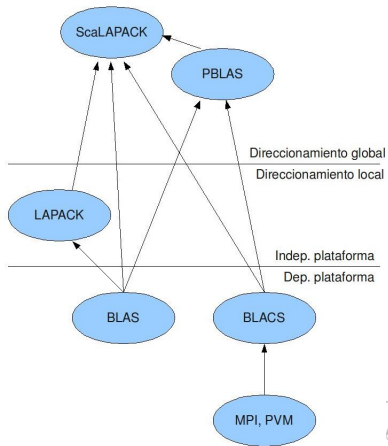 ScaLAPACK
PBLAS
Direccionamiento global
Direccionamiento local
LAPACK
Indep. plataforma
Dep. plataforma
BLAS
BLACS
MPI, PVM